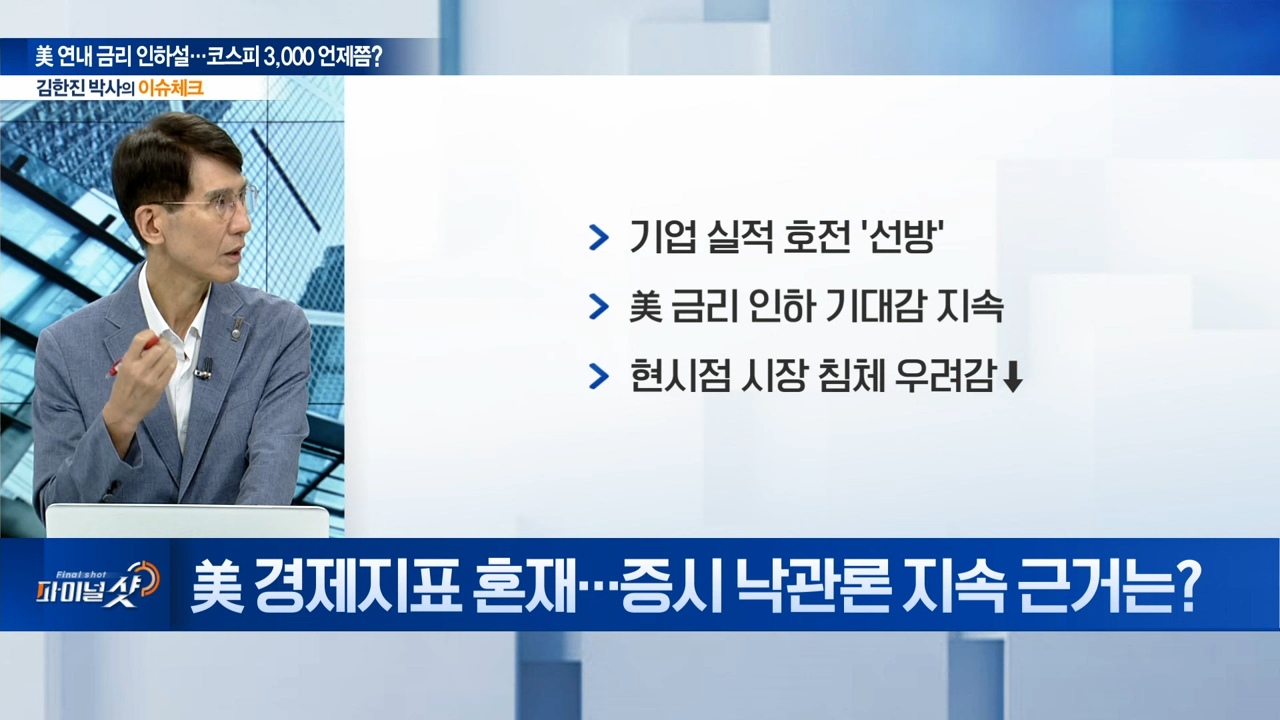 美 연내 금리 인하설…코스피 3,000 언제쯤?
김한진 박사의 이슈체크
기업 실적 호전 '선방'
美 금리 인하 기대감 지속
현시점 시장 침체 우려감⬇
Final shot
파이널 샷
美 경제지표 혼재…증시 낙관론 지속 근거는?